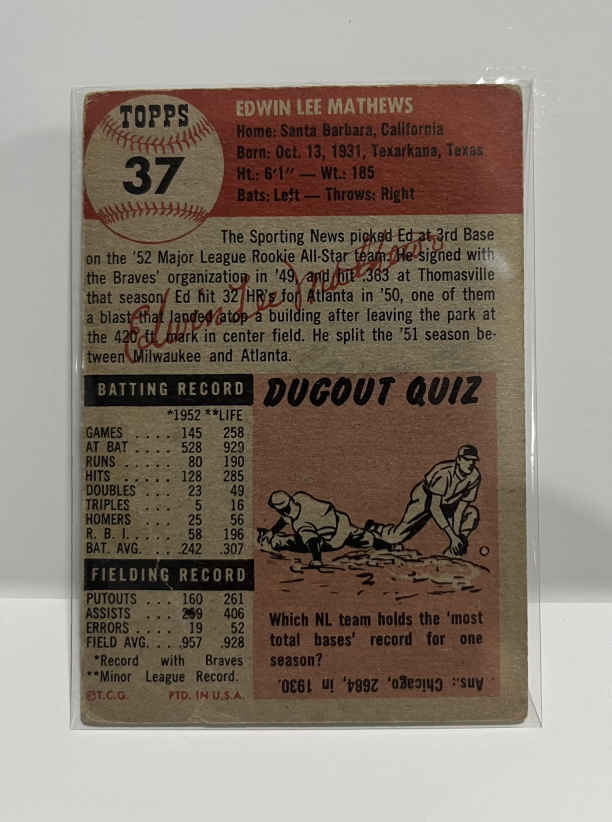 TOPPS
37
EDWIN LEE MATHEWS
Home: Santa Barbara, California
Born: Oct. 13, 1931, Texarkana, Texas
Ht.: 6'1" — Wt.: 185
Bats: Left — Throws: Right
The Sporting News picked Ed at 3rd Base
on the '52 Major League Rookie All-Star team. He signed with
the Braves' organization in '49, and hit .363 at Thomasville
that season. Ed hit 32 HR's for Atlanta in '50, one of them
a blast that landed atop a building after leaving the park at
the 420 ft. mark in center field. He split the '51 season be-
tween Milwaukee and Atlanta.
Edwin Lee Mathews
BATTING RECORD
*1952 **LIFE
GAMES .... 145 258
AT BAT .... 528 929
RUNS ..... 80 190
HITS ..... 128 285
DOUBLES .... 23 49
TRIPLES .... 5 16
HOMERS .... 25 56
R. B. I. .... 58 196
BAT. AVG. ... .242 .307
FIELDING RECORD
PUTOUTS ... 160 261
ASSISTS ... 259 406
ERRORS .... 19 52
FIELD AVG. ... .957 .928
*Record with Braves
**Minor League Record.
©T.C.G. PTD. IN U.S.A.
DUGOUT QUIZ
Which NL team holds the 'most
total bases' record for one
season?
Ans.: Chicago, 2684, in 1930.